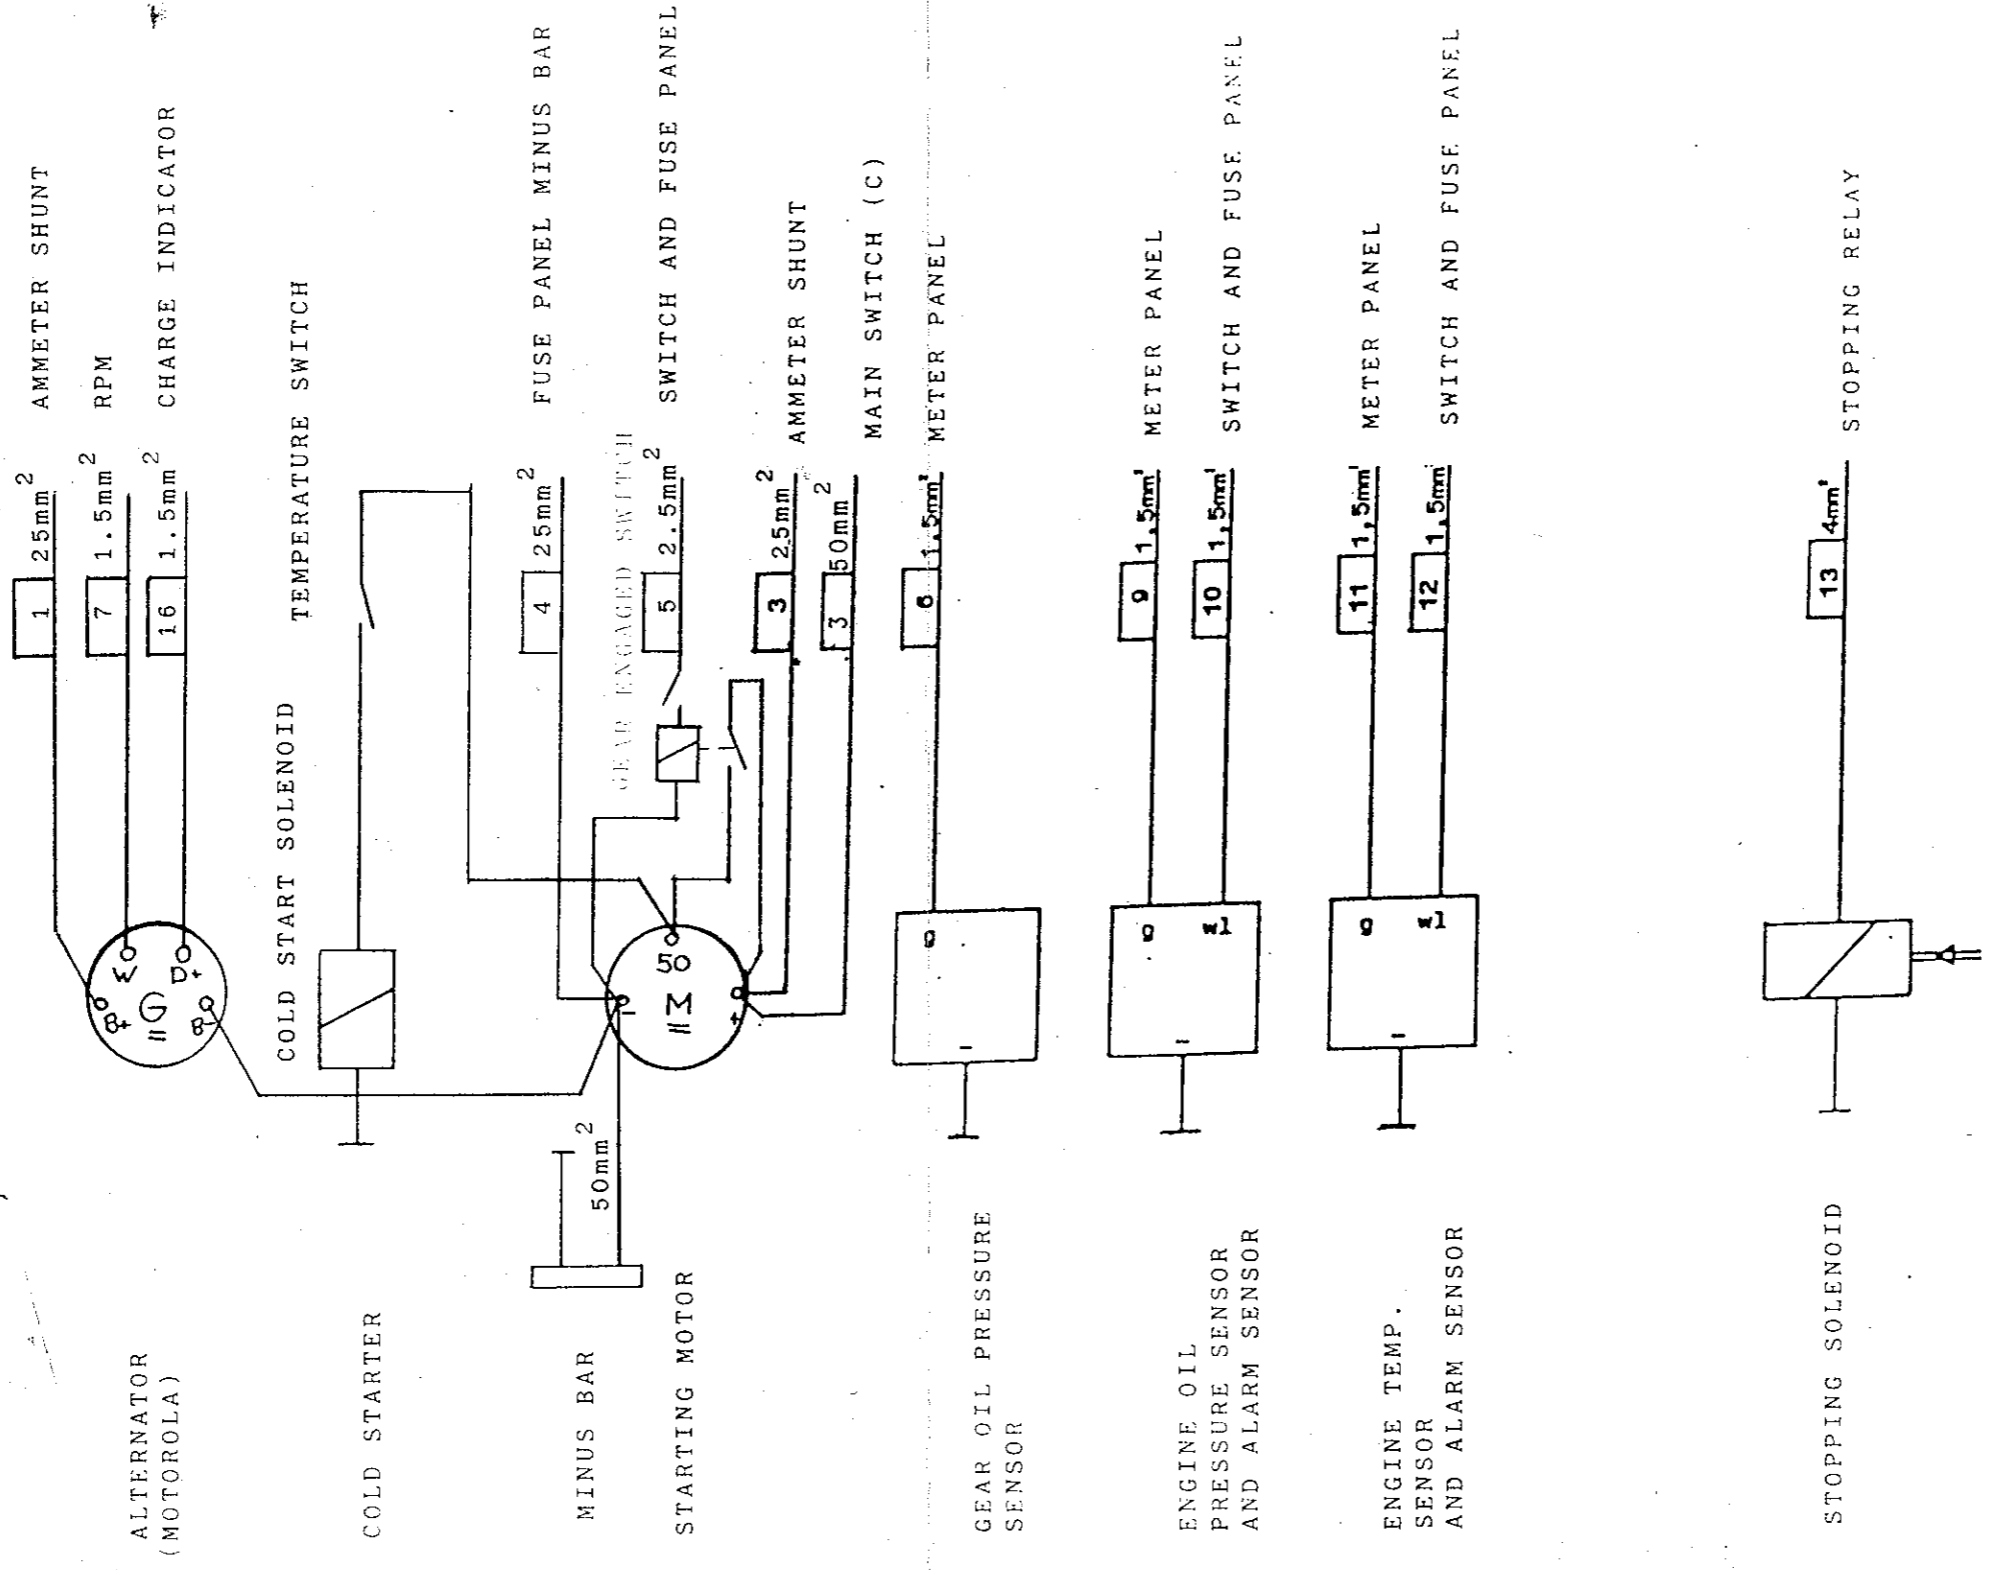 ALTERNATOR
(MOTOROLA)
B+
W
G
=
D+
B-
1
25mm²
AMMETER SHUNT
7
1.5mm²
RPM
16
1.5mm²
CHARGE INDICATOR
COLD STARTER
COLD START SOLENOID
TEMPERATURE SWITCH
MINUS BAR
50mm²
STARTING MOTOR
-
M
=
50
+
4
25mm²
FUSE PANEL MINUS BAR
GEAR ENGAGED SWITCH
5
2.5mm²
SWITCH AND FUSE PANEL
3
25mm²
AMMETER SHUNT
3
50mm²
MAIN SWITCH (C)
GEAR OIL PRESSURE
SENSOR
-
g
6
1,5mm²
METER PANEL
ENGINE OIL
PRESSURE SENSOR
AND ALARM SENSOR
-
g
wl
9
1,5mm²
METER PANEL
10
1,5mm²
SWITCH AND FUSE PANEL
ENGINE TEMP.
SENSOR
AND ALARM SENSOR
-
g
wl
11
1,5mm²
METER PANEL
12
1,5mm²
SWITCH AND FUSE PANEL
STOPPING SOLENOID
13
4mm²
STOPPING RELAY